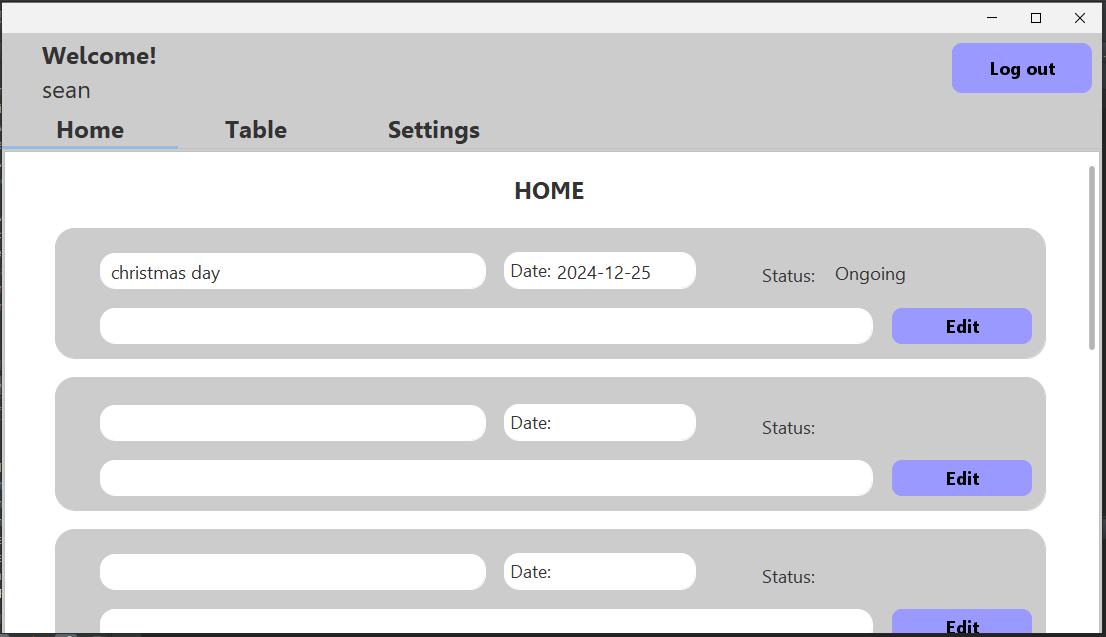 Welcome!
Log out
sean
Home Table Settings
HOME
christmas day Date: 2024-12-25 Status: Ongoing
Edit
Date: Status:
Edit
Date: Status:
Edit